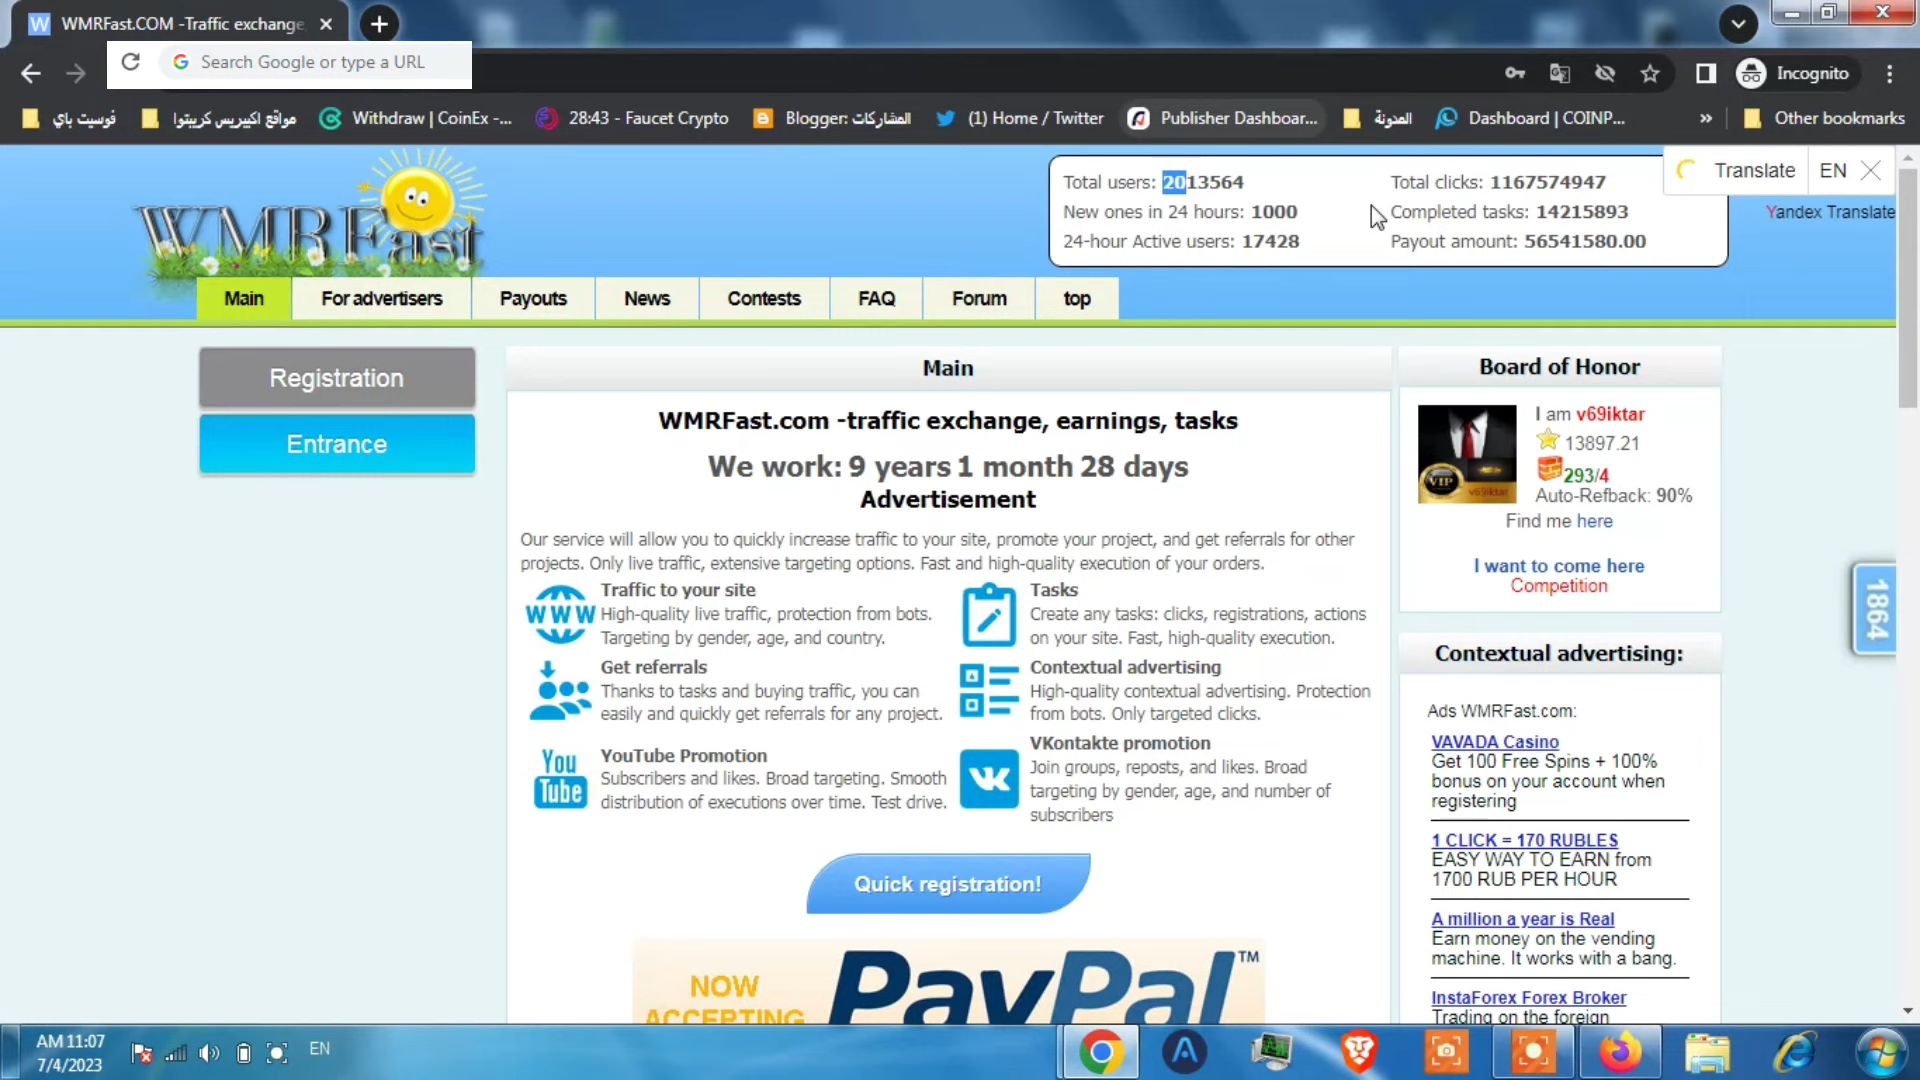 WMRFast.COM -Traffic exchange
Search Google or type a URL
Incognito
فوسيت باي
مواقع اكبيريس كريبتوا
Withdraw | CoinEx -...
28:43 - Faucet Crypto
Blogger: المشاركات
(1) Home / Twitter
Publisher Dashboar...
المدونة
Dashboard | COINP...
»
Other bookmarks
WMRFast
Total users: 2013564
New ones in 24 hours: 1000
24-hour Active users: 17428
Total clicks: 1167574947
Completed tasks: 14215893
Payout amount: 56541580.00
Translate EN
Yandex Translate
Main
For advertisers
Payouts
News
Contests
FAQ
Forum
top
Registration
Entrance
Main
WMRFast.com -traffic exchange, earnings, tasks
We work: 9 years 1 month 28 days
Advertisement
Our service will allow you to quickly increase traffic to your site, promote your project, and get referrals for other
projects. Only live traffic, extensive targeting options. Fast and high-quality execution of your orders.
WWW
Traffic to your site
High-quality live traffic, protection from bots.
Targeting by gender, age, and country.
Tasks
Create any tasks: clicks, registrations, actions
on your site. Fast, high-quality execution.
Get referrals
Thanks to tasks and buying traffic, you can
easily and quickly get referrals for any project.
Contextual advertising
High-quality contextual advertising. Protection
from bots. Only targeted clicks.
You
Tube
YouTube Promotion
Subscribers and likes. Broad targeting. Smooth
distribution of executions over time. Test drive.
VKontakte promotion
Join groups, reposts, and likes. Broad
targeting by gender, age, and number of
subscribers
Quick registration!
NOW
ACCEPTING
PayPal™
Board of Honor
VIP
v69iktar
I am v69iktar
13897.21
293/4
Auto-Refback: 90%
Find me here
I want to come here
Competition
1864
Contextual advertising:
Ads WMRFast.com:
VAVADA Casino
Get 100 Free Spins + 100%
bonus on your account when
registering
1 CLICK = 170 RUBLES
EASY WAY TO EARN from
1700 RUB PER HOUR
A million a year is Real
Earn money on the vending
machine. It works with a bang.
InstaForex Forex Broker
Trading on the foreign
AM 11:07
7/4/2023
EN